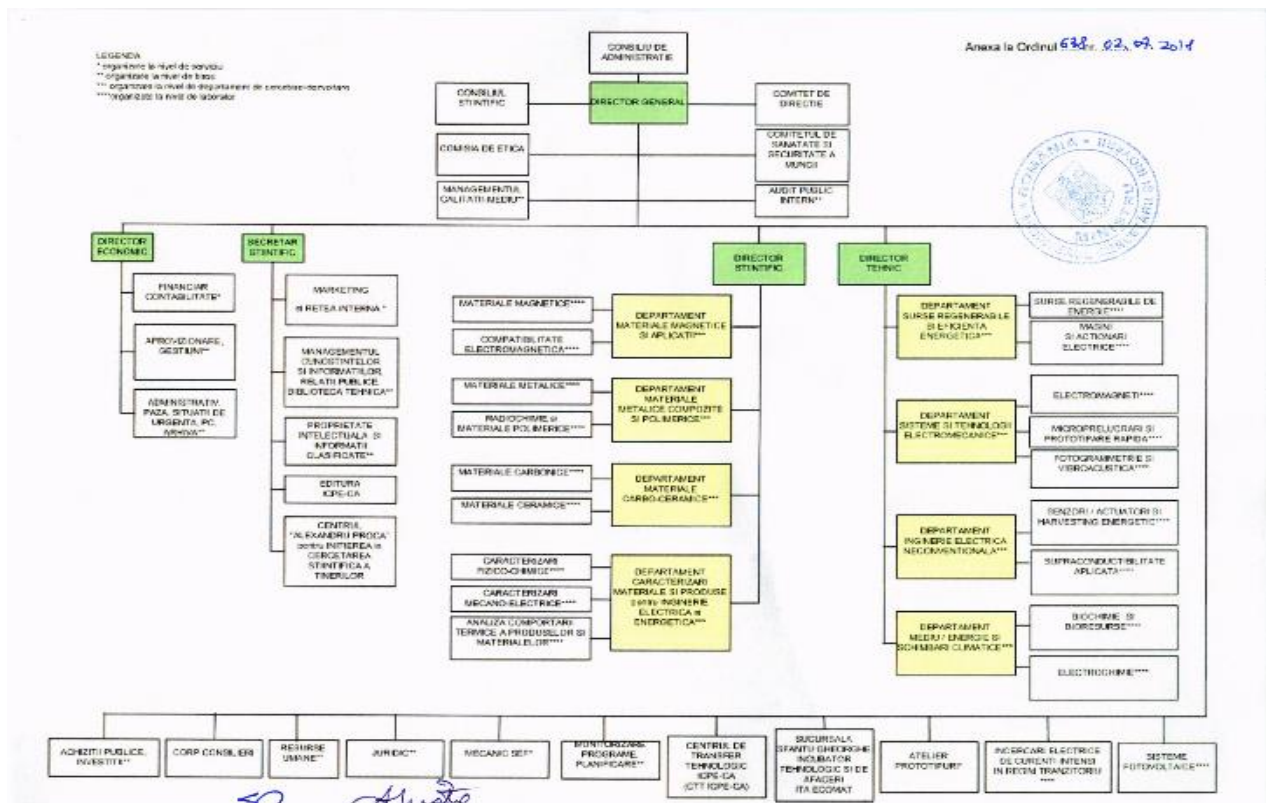 LEGENDA
* organizate la nivel de serviciu
** organizate la nivel de birou
*** organizate la nivel de departament de cercetare-dezvoltare
****organizate la nivel de laborator
Anexa la Ordinul 638 nr. 02.07.2018
CONSILIU DE
ADMINISTRATIE
CONSILIUL
STIINTIFIC
DIRECTOR GENERAL
COMITET DE
DIRECTIE
COMISIA DE ETICA
COMITETUL DE
SANATATE SI
SECURITATE A
MUNCII
MANAGEMENTUL
CALITATII-MEDIU**
AUDIT PUBLIC
INTERN**
ROMANIA
DIRECTOR
ECONOMIC
SECRETAR
STIINTIFIC
DIRECTOR
STIINTIFIC
DIRECTOR
TEHNIC
FINANCIAR
CONTABILITATE*
APROVIZIONARE,
GESTIUNI**
ADMINISTRATIV,
PAZA, SITUATII DE
URGENTA, PC,
ARHIVA**
MARKETING
si RETEA INTERNA *
MANAGEMENTUL
CUNOSTINTELOR
SI INFORMATIILOR,
RELATII PUBLICE,
BIBLIOTECA TEHNICA**
PROPRIETATE
INTELECTUALA SI
INFORMATII
CLASIFICATE**
EDITURA
ICPE-CA
CENTRUL
"ALEXANDRU PROCA"
pentru INITIEREA in
CERCETAREA
STIINTIFICA A
TINERILOR
MATERIALE MAGNETICE****
COMPATIBILITATE
ELECTROMAGNETICA****
DEPARTAMENT
MATERIALE MAGNETICE
SI APLICATII***
MATERIALE METALICE****
RADIOCHIMIE si
MATERIALE POLIMERICE****
DEPARTAMENT
MATERIALE
METALICE COMPOZITE
SI POLIMERICE***
MATERIALE CARBONICE****
MATERIALE CERAMICE****
DEPARTAMENT
MATERIALE
CARBO-CERAMICE***
CARACTERIZARI
FIZICO-CHIMICE****
CARACTERIZARI
MECANO-ELECTRICE****
ANALIZA COMPORTARII
TERMICE A PRODUSELOR SI
MATERIALELOR****
DEPARTAMENT
CARACTERIZARI
MATERIALE SI PRODUSE
pentru INGINERIE
ELECTRICA si
ENERGETICA***
DEPARTAMENT
SURSE REGENERABILE
SI EFICIENTA
ENERGETICA***
SURSE REGENERABILE DE
ENERGIE****
MASINI
SI ACTIONARI
ELECTRICE****
DEPARTAMENT
SISTEME SI TEHNOLOGII
ELECTROMECANICE***
ELECTROMAGNETI****
MICROPRELUCRARI SI
PROTOTIPARE RAPIDA****
FOTOGRAMMETRIE SI
VIBROACUSTICA****
DEPARTAMENT
INGINERIE ELECTRICA
NECONVENTIONALA***
SENZORI / ACTUATORI SI
HARVESTING ENERGETIC****
SUPRACONDUCTIBILITATE
APLICATA****
DEPARTAMENT
MEDIU / ENERGIE SI
SCHIMBARI CLIMATICE***
BIOCHIMIE SI
BIORESURSE****
ELECTROCHIMIE****
ACHIZITII PUBLICE,
INVESTITII**
CORP CONSILIERI
RESURSE
UMANE**
JURIDIC**
MECANIC SEF*
MONITORIZARE
PROGRAME,
PLANIFICARE**
CENTRUL DE
TRANSFER
TEHNOLOGIC
ICPE-CA
(CTT ICPE-CA)
SUCURSALA
SFANTU GHEORGHE
INCUBATOR
TEHNOLOGIC SI DE
AFACERI
ITA ECOMAT
ATELIER
PROTOTIPURI*
INCERCARI ELECTRICE
DE CURENTI INTENSI
IN REGIM TRANZITORIU
****
SISTEME
FOTOVOLTAICE****